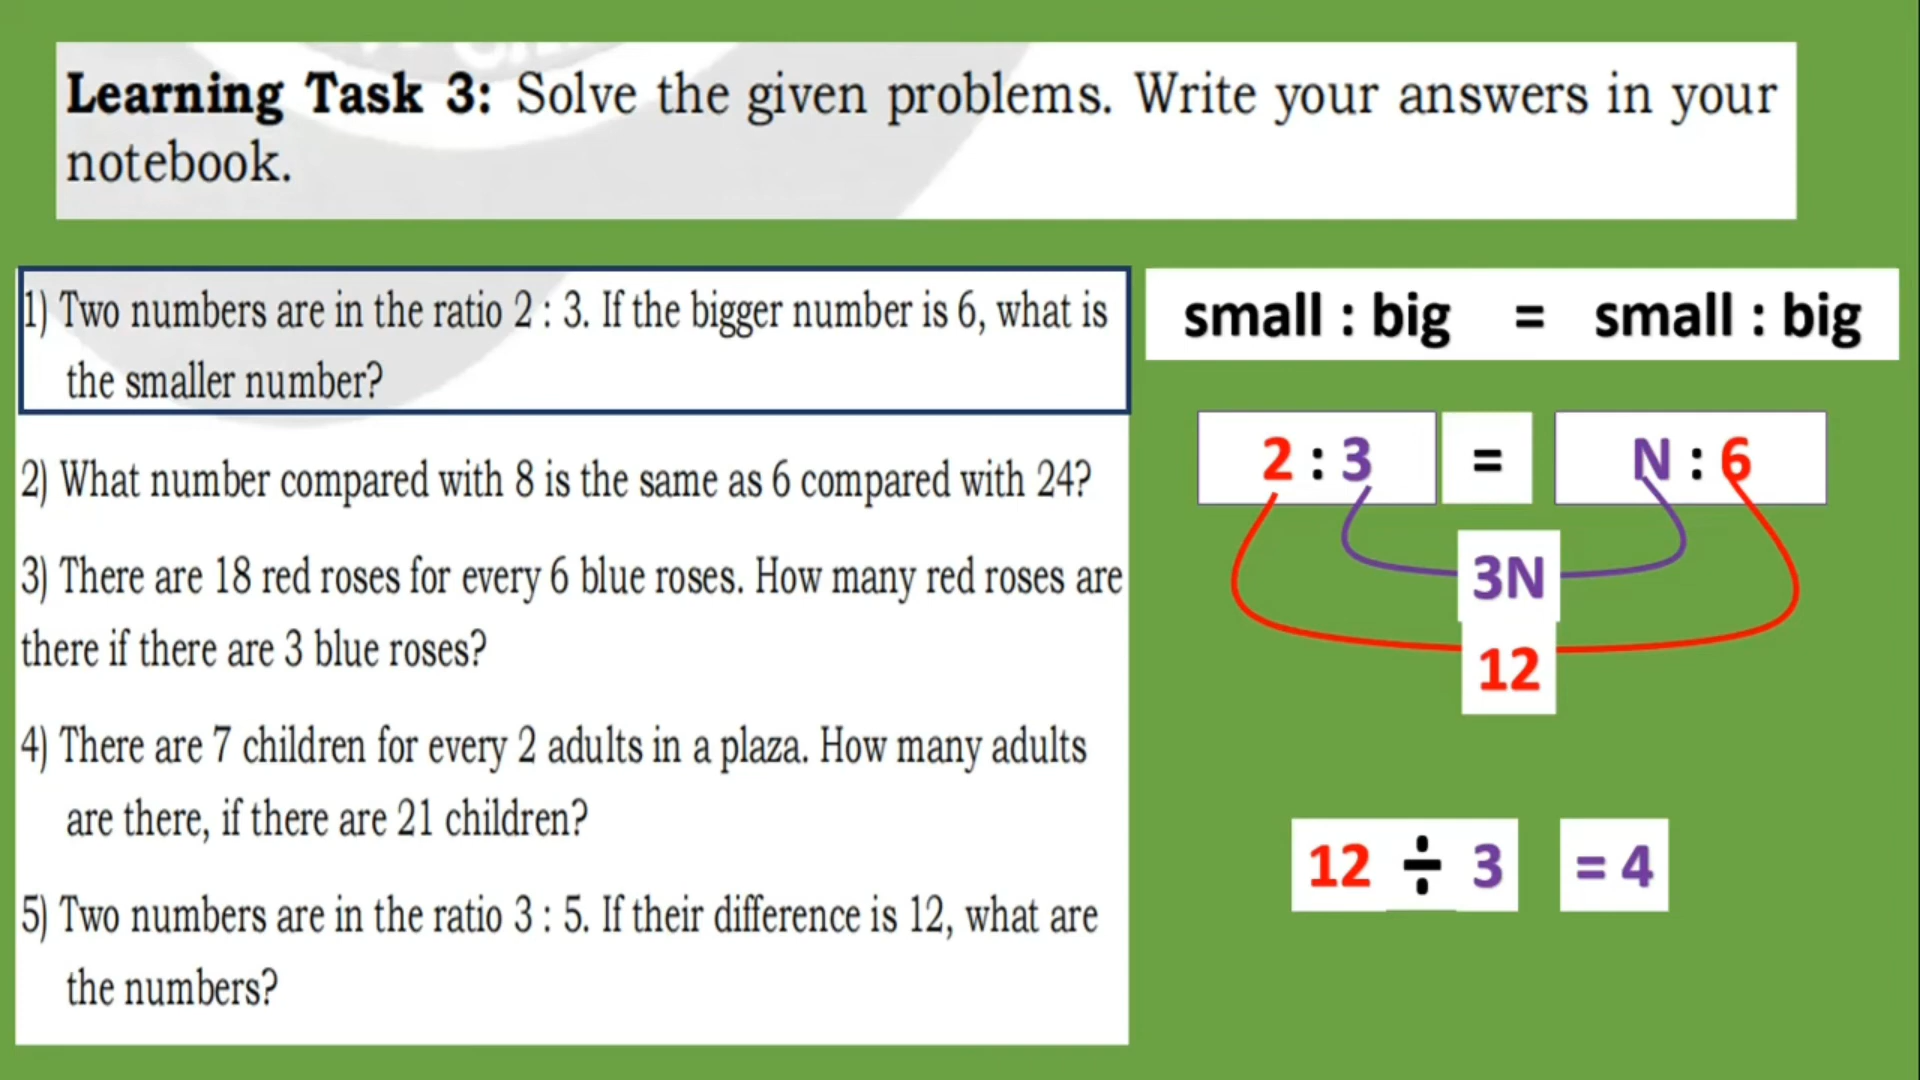 Learning Task 3: Solve the given problems. Write your answers in your
notebook.
1) Two numbers are in the ratio 2 : 3. If the bigger number is 6, what is
the smaller number?
2) What number compared with 8 is the same as 6 compared with 24?
3) There are 18 red roses for every 6 blue roses. How many red roses are
there if there are 3 blue roses?
4) There are 7 children for every 2 adults in a plaza. How many adults
are there, if there are 21 children?
5) Two numbers are in the ratio 3 : 5. If their difference is 12, what are
the numbers?
small : big = small : big
2 : 3 = N : 6
3N
12
12 ÷ 3 = 4